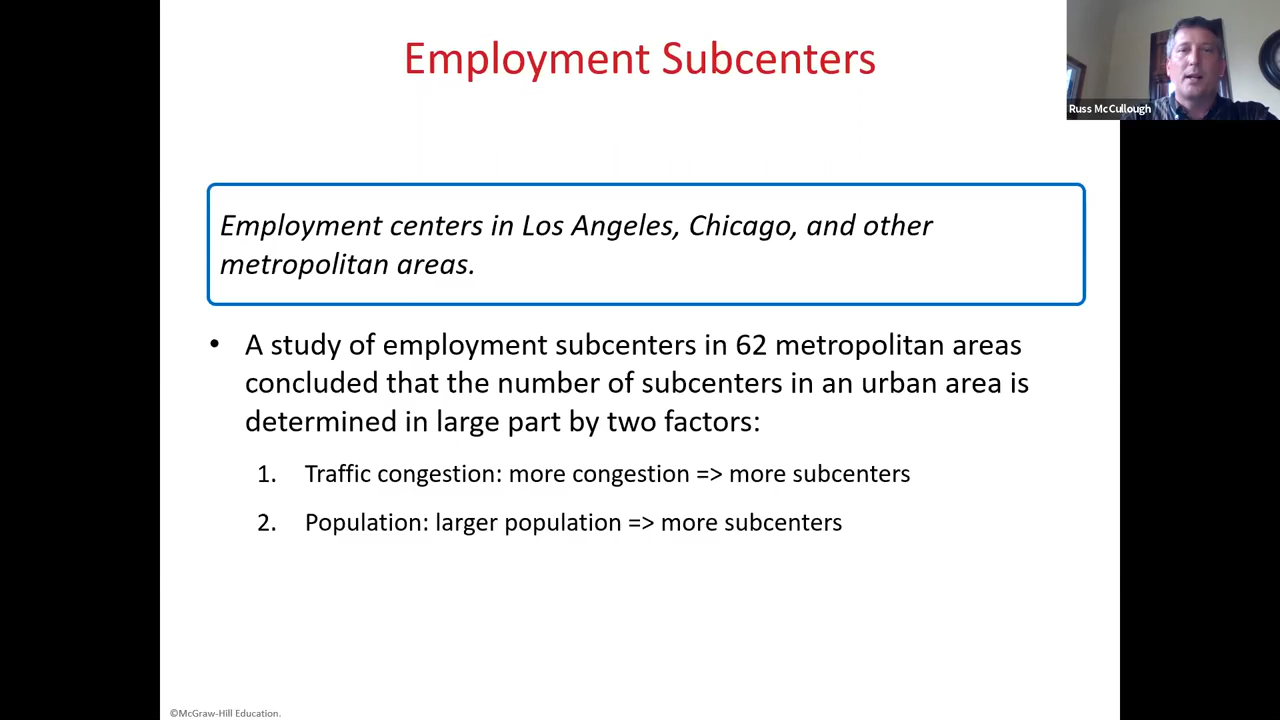 Employment Subcenters
Russ McCullough
Employment centers in Los Angeles, Chicago, and other
metropolitan areas.
• A study of employment subcenters in 62 metropolitan areas
concluded that the number of subcenters in an urban area is
determined in large part by two factors:
1. Traffic congestion: more congestion => more subcenters
2. Population: larger population => more subcenters
©McGraw-Hill Education.